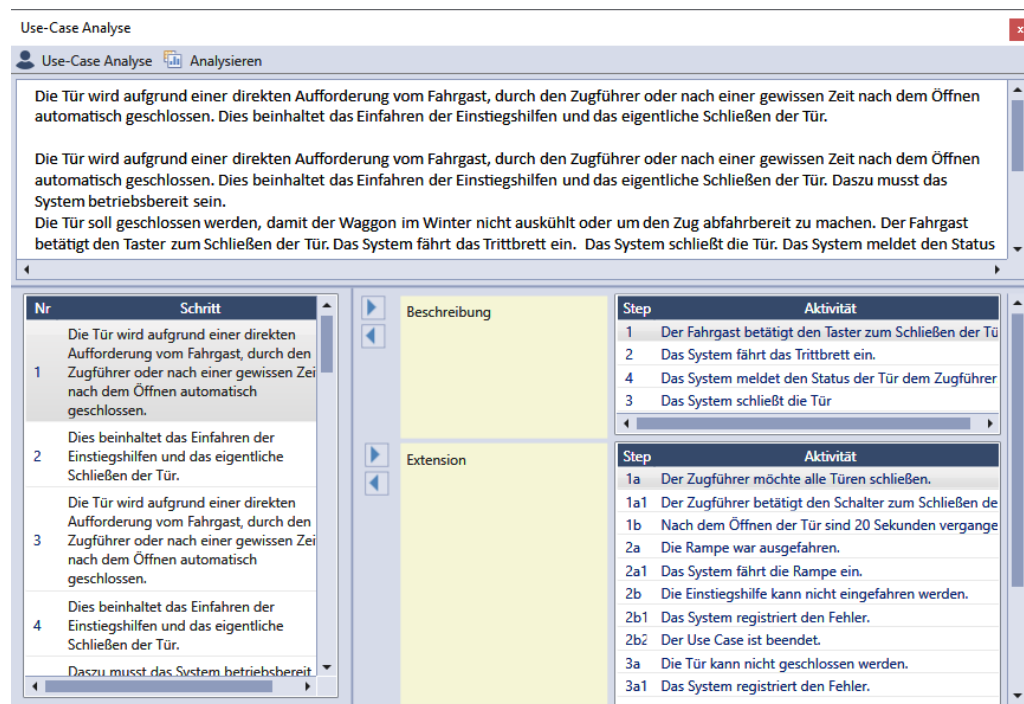 Use-Case Analyse
x
Use-Case Analyse Analysieren
Die Tür wird aufgrund einer direkten Aufforderung vom Fahrgast, durch den Zugführer oder nach einer gewissen Zeit nach dem Öffnen
automatisch geschlossen. Dies beinhaltet das Einfahren der Einstiegshilfen und das eigentliche Schließen der Tür.
Die Tür wird aufgrund einer direkten Aufforderung vom Fahrgast, durch den Zugführer oder nach einer gewissen Zeit nach dem Öffnen
automatisch geschlossen. Dies beinhaltet das Einfahren der Einstiegshilfen und das eigentliche Schließen der Tür. Daszu musst das
System betriebsbereit sein.
Die Tür soll geschlossen werden, damit der Waggon im Winter nicht auskühlt oder um den Zug abfahrbereit zu machen. Der Fahrgast
betätigt den Taster zum Schließen der Tür. Das System fährt das Trittbrett ein. Das System schließt die Tür. Das System meldet den Status
Nr Schritt
Die Tür wird aufgrund einer direkten
Aufforderung vom Fahrgast, durch den
1 Zugführer oder nach einer gewissen Zei
nach dem Öffnen automatisch
geschlossen.
Dies beinhaltet das Einfahren der
2 Einstiegshilfen und das eigentliche
Schließen der Tür.
Die Tür wird aufgrund einer direkten
Aufforderung vom Fahrgast, durch den
3 Zugführer oder nach einer gewissen Zei
nach dem Öffnen automatisch
geschlossen.
Dies beinhaltet das Einfahren der
4 Einstiegshilfen und das eigentliche
Schließen der Tür.
Daszu musst das System betriebsbereit
Beschreibung
Step Aktivität
1 Der Fahrgast betätigt den Taster zum Schließen der Tü
2 Das System fährt das Trittbrett ein.
4 Das System meldet den Status der Tür dem Zugführer
3 Das System schließt die Tür
Extension
Step Aktivität
1a Der Zugführer möchte alle Türen schließen.
1a1 Der Zugführer betätigt den Schalter zum Schließen de
1b Nach dem Öffnen der Tür sind 20 Sekunden vergange
2a Die Rampe war ausgefahren.
2a1 Das System fährt die Rampe ein.
2b Die Einstiegshilfe kann nicht eingefahren werden.
2b1 Das System registriert den Fehler.
2b2 Der Use Case ist beendet.
3a Die Tür kann nicht geschlossen werden.
3a1 Das System registriert den Fehler.